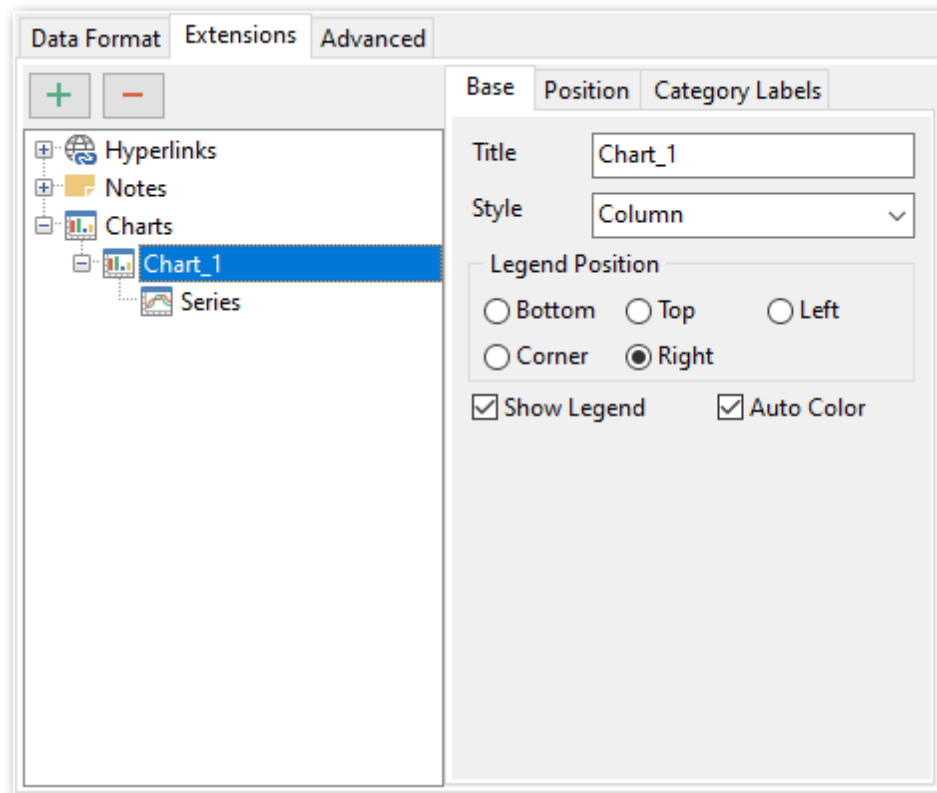 Data Format Extensions Advanced
Base Position Category Labels
Hyperlinks
Notes
Charts
Chart_1
Series
Title Chart_1
Style Column
Legend Position
Bottom Top Left
Corner Right
Show Legend Auto Color